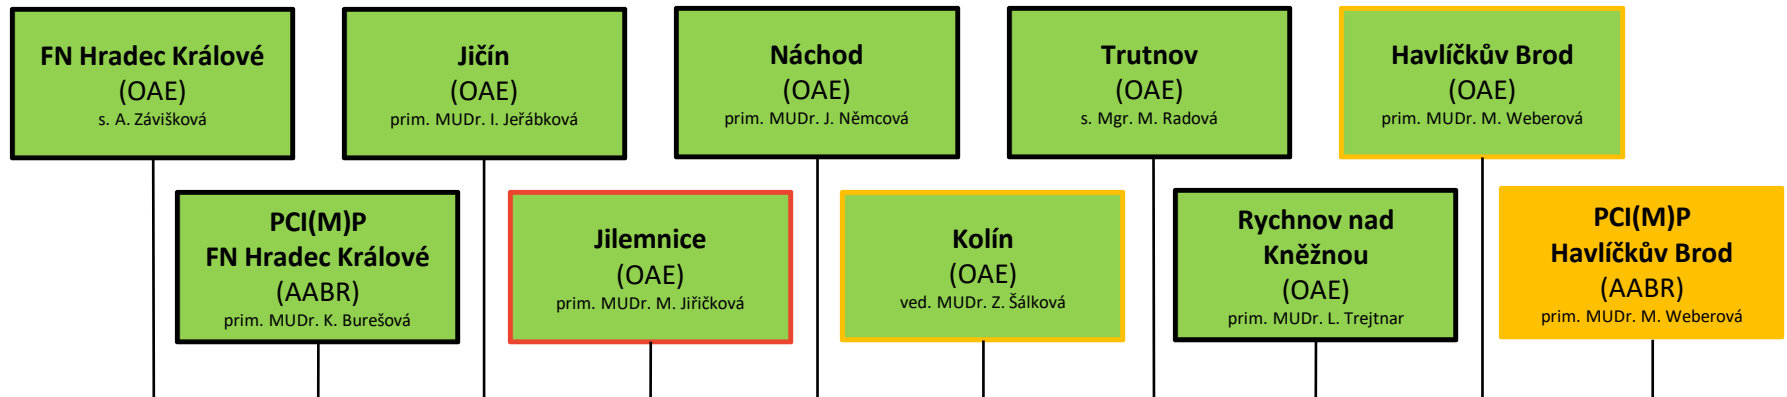 FN Hradec Králové
(OAE)
s. A. Závišková
Jičín
(OAE)
prim. MUDr. I. Jeřábková
Náchod
(OAE)
prim. MUDr. J. Němcová
Trutnov
(OAE)
s. Mgr. M. Radová
Havlíčkův Brod
(OAE)
prim. MUDr. M. Weberová
PCI(M)P
FN Hradec Králové
(AABR)
prim. MUDr. K. Burešová
Jilemnice
(OAE)
prim. MUDr. M. Jiřičková
Kolín
(OAE)
ved. MUDr. Z. Šálková
Rychnov nad
Kněžnou
(OAE)
prim. MUDr. L. Trejtnar
PCI(M)P
Havlíčkův Brod
(AABR)
prim. MUDr. M. Weberová